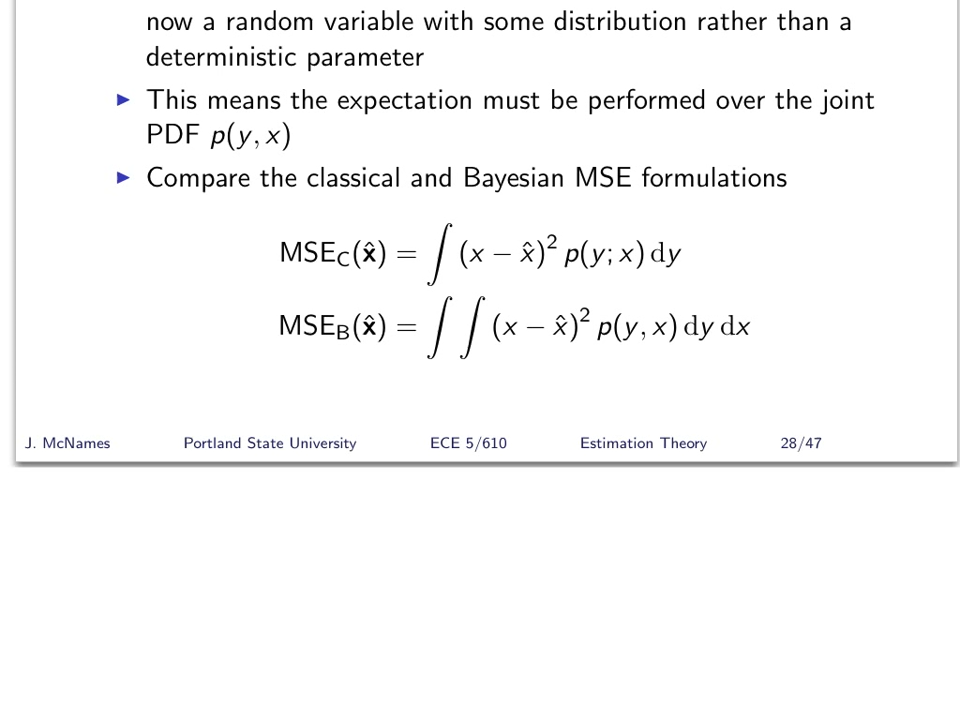 now a random variable with some distribution rather than a
deterministic parameter
▶ This means the expectation must be performed over the joint
PDF p(y, x)
▶ Compare the classical and Bayesian MSE formulations
MSE_C(x̂) = ∫ (x − x̂)² p(y; x) dy
MSE_B(x̂) = ∫ ∫ (x − x̂)² p(y, x) dy dx
J. McNames Portland State University ECE 5/610 Estimation Theory 28/47